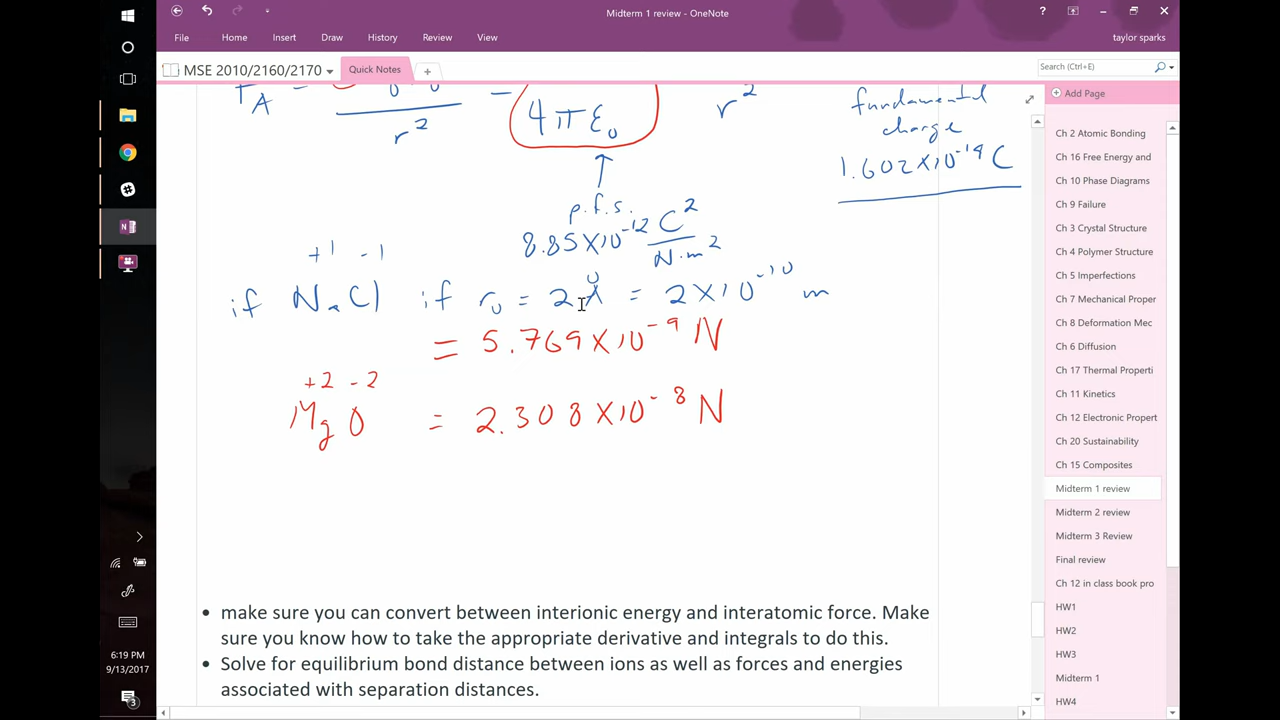 Midterm 1 review - OneNote
?
File Home Insert Draw History Review View
taylor sparks
MSE 2010/2160/2170
Quick Notes
+
Search (Ctrl+E)
Add Page
Ch 2 Atomic Bonding
Ch 16 Free Energy and
Ch 10 Phase Diagrams
Ch 9 Failure
Ch 3 Crystal Structure
Ch 4 Polymer Structure
Ch 5 Imperfections
Ch 7 Mechanical Proper
Ch 8 Deformation Mec
Ch 6 Diffusion
Ch 17 Thermal Properti
Ch 11 Kinetics
Ch 12 Electronic Propert
Ch 20 Sustainability
Ch 15 Composites
Midterm 1 review
Midterm 2 review
Midterm 3 Review
Final review
Ch 12 in class book pro
HW1
HW2
HW3
Midterm 1
HW4
F_A = / r² = / 4πε₀ r²
fundamental
charge
1.602×10⁻¹⁹ C
p.f.s.
8.85×10⁻¹² C² / N·m²
+1 -1
if NaCl if r₀ = 2Å = 2×10⁻¹⁰ m
= 5.769×10⁻⁹ N
+2 -2
MgO = 2.308×10⁻⁸ N
• make sure you can convert between interionic energy and interatomic force. Make
sure you know how to take the appropriate derivative and integrals to do this.
• Solve for equilibrium bond distance between ions as well as forces and energies
associated with separation distances.
6:19 PM
9/13/2017
3